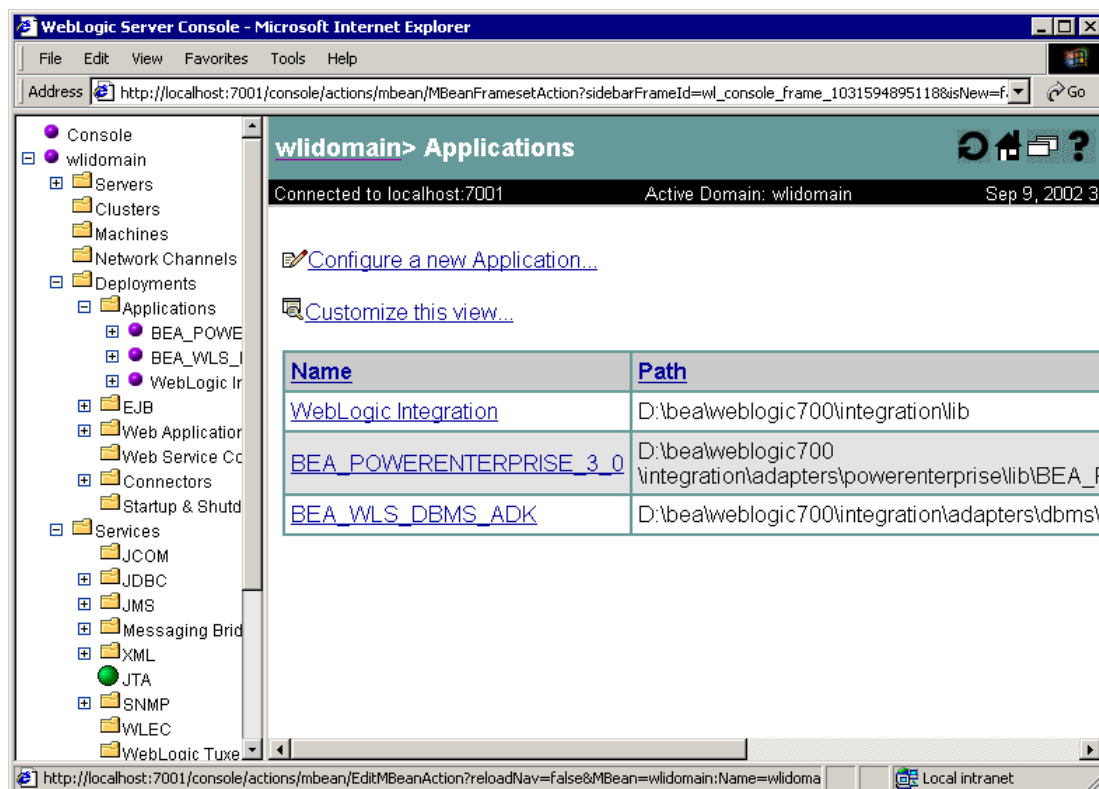 WebLogic Server Console - Microsoft Internet Explorer
File Edit View Favorites Tools Help
Address http://localhost:7001/console/actions/mbean/MBeanFramesetAction?sidebarFrameId=wl_console_frame_1031594895118&isNew=f Go
Console
wlidomain
Servers
Clusters
Machines
Network Channels
Deployments
Applications
BEA_POWE
BEA_WLS_
WebLogic Ir
EJB
Web Applicatior
Web Service Co
Connectors
Startup & Shutd
Services
JCOM
JDBC
JMS
Messaging Brid
XML
JTA
SNMP
WLEC
WebLogic Tuxe
wlidomain> Applications
Connected to localhost:7001 Active Domain: wlidomain Sep 9, 2002 3
Configure a new Application...
Customize this view...
Name Path
WebLogic Integration D:\bea\weblogic700\integration\lib
BEA_POWERENTERPRISE_3_0 D:\bea\weblogic700
\integration\adapters\powerenterprise\lib\BEA_
BEA_WLS_DBMS_ADK D:\bea\weblogic700\integration\adapters\dbms\
http://localhost:7001/console/actions/mbean/EditMBeanAction?reloadNav=false&MBean=wlidomain:Name=wlidoma Local intranet